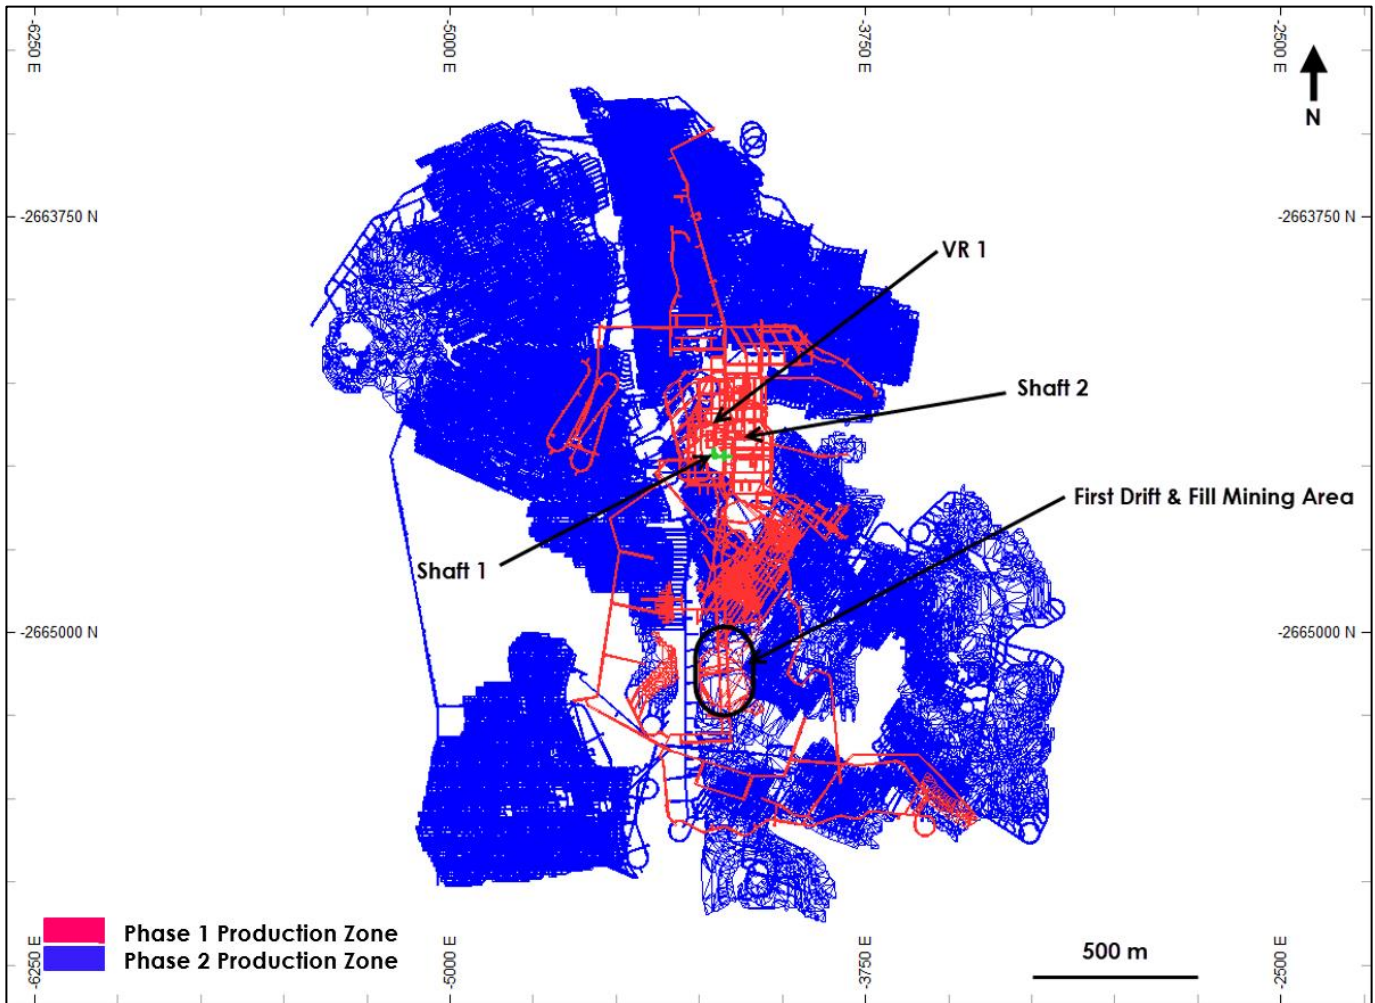 -6250 E
-5000 E
-3750 E
-2500 E
N
-2663750 N
-2663750 N
VR 1
Shaft 2
First Drift & Fill Mining Area
Shaft 1
-2665000 N
-2665000 N
Phase 1 Production Zone
Phase 2 Production Zone
500 m
-6250 E
-5000 E
-3750 E
-2500 E